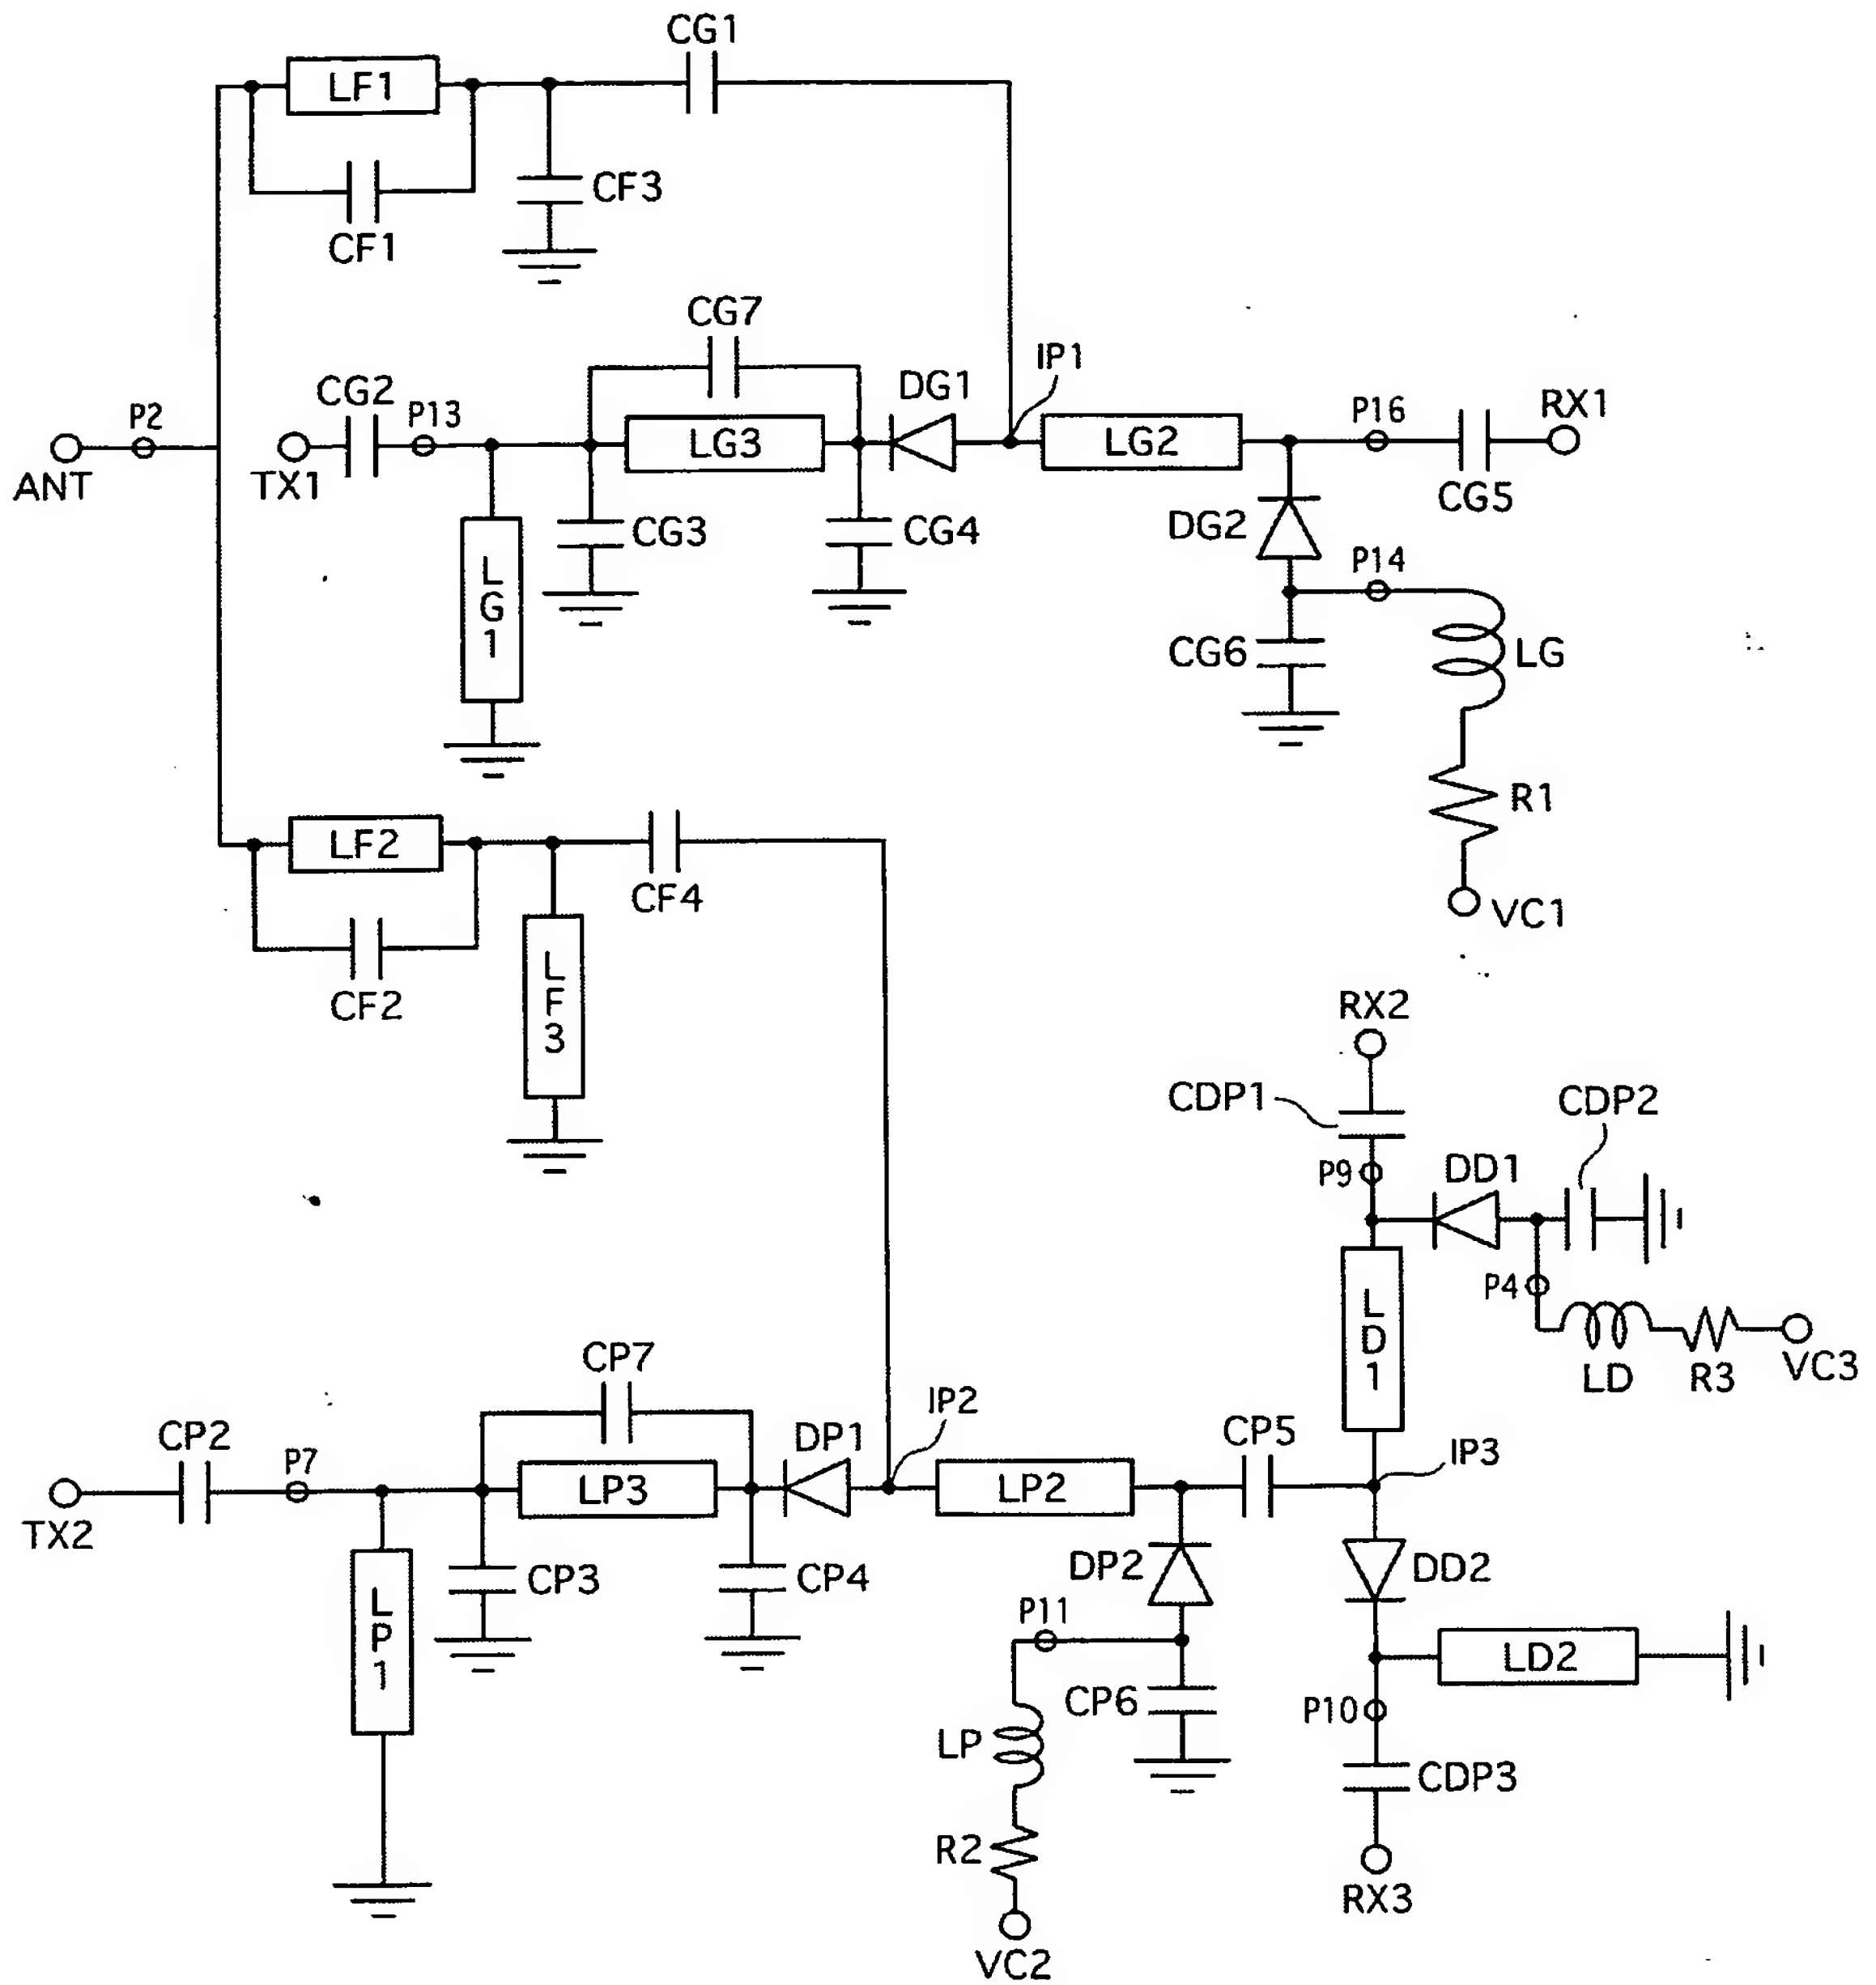 CG1
LF1
CF3
CF1
CG7
IP1
DG1
CG2
P13
P2
P16
RX1
LG3
LG2
ANT
TX1
CG5
DG2
CG3
CG4
P14
LG1
CG6
LG
R1
LF2
CF4
VC1
CF2
LF3
RX2
CDP1
CDP2
P9
DD1
P4
LD1
CP7
LD
R3
VC3
IP2
CP2
DP1
CP5
IP3
P7
LP3
LP2
TX2
DP2
DD2
CP3
CP4
P11
LP1
LD2
CP6
P10
LP
CDP3
R2
RX3
VC2